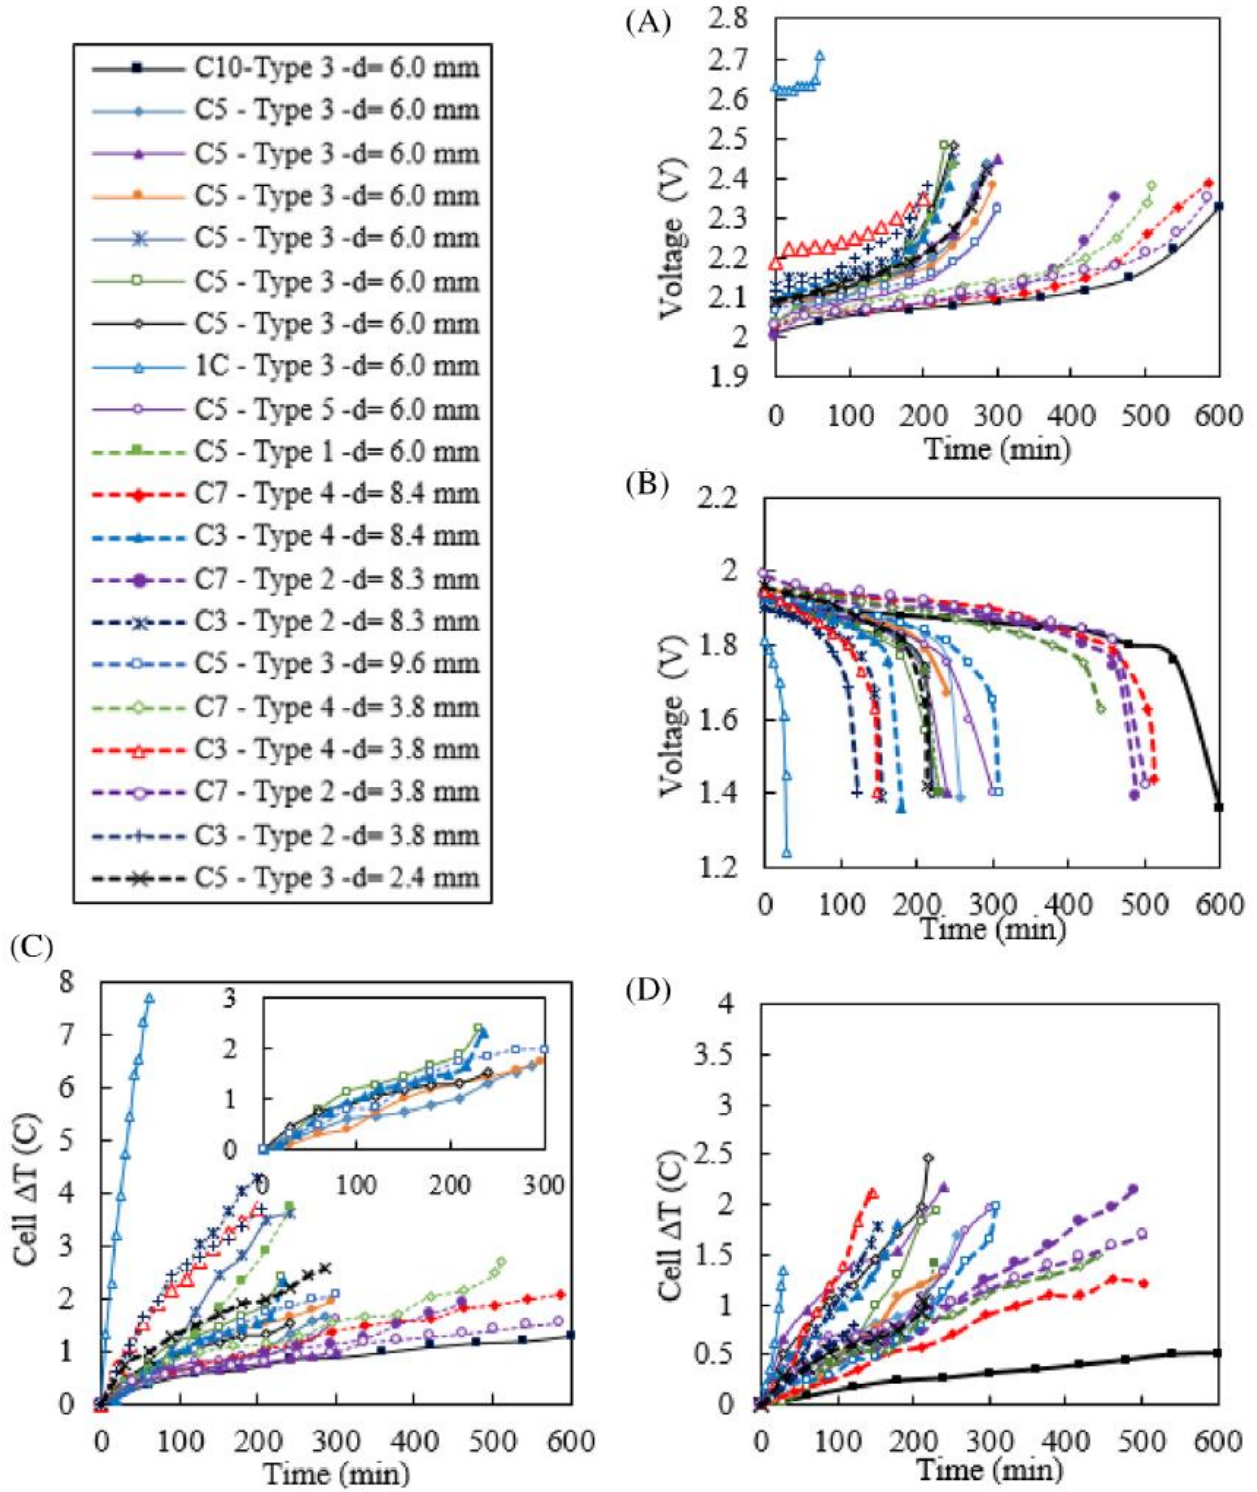 (A)
C10-Type 3 -d= 6.0 mm
C5 - Type 3 -d= 6.0 mm
C5 - Type 3 -d= 6.0 mm
C5 - Type 3 -d= 6.0 mm
C5 - Type 3 -d= 6.0 mm
C5 - Type 3 -d= 6.0 mm
C5 - Type 3 -d= 6.0 mm
1C - Type 3 -d= 6.0 mm
C5 - Type 5 -d= 6.0 mm
C5 - Type 1 -d= 6.0 mm
C7 - Type 4 -d= 8.4 mm
C3 - Type 4 -d= 8.4 mm
C7 - Type 2 -d= 8.3 mm
C3 - Type 2 -d= 8.3 mm
C5 - Type 3 -d= 9.6 mm
C7 - Type 4 -d= 3.8 mm
C3 - Type 4 -d= 3.8 mm
C7 - Type 2 -d= 3.8 mm
C3 - Type 2 -d= 3.8 mm
C5 - Type 3 -d= 2.4 mm
2.8
2.7
2.6
2.5
2.4
2.3
2.2
2.1
2
1.9
Voltage (V)
0 100 200 300 400 500 600
Time (min)
(B)
2.2
2
1.8
1.6
1.4
1.2
Voltage (V)
0 100 200 300 400 500 600
Time (min)
(C)
8
7
6
5
4
3
2
1
0
Cell ΔT (C)
3
2
1
0
0 100 200 300
0 100 200 300 400 500 600
Time (min)
(D)
4
3.5
3
2.5
2
1.5
1
0.5
0
Cell ΔT (C)
0 100 200 300 400 500 600
Time (min)